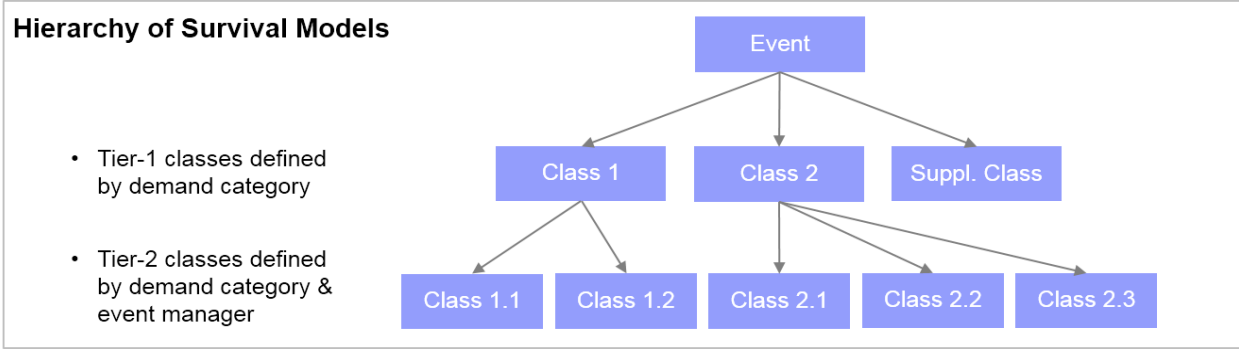 Hierarchy of Survival Models
Event
• Tier-1 classes defined
by demand category
Class 1
Class 2
Suppl. Class
• Tier-2 classes defined
by demand category &
event manager
Class 1.1
Class 1.2
Class 2.1
Class 2.2
Class 2.3